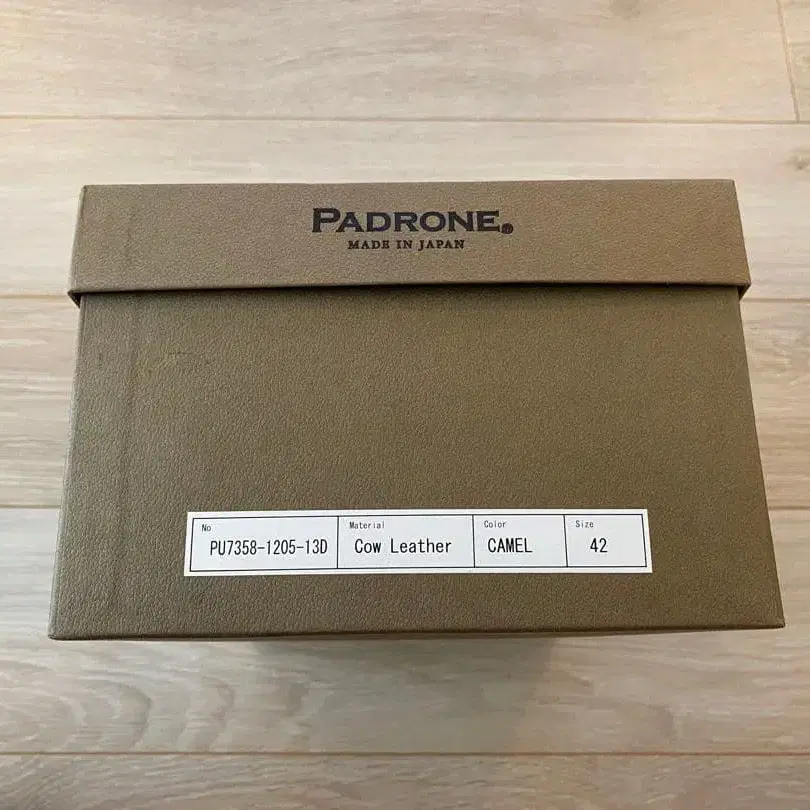 PADRONE.
MADE IN JAPAN
No Material Color Size
PU7358-1205-13D Cow Leather CAMEL 42